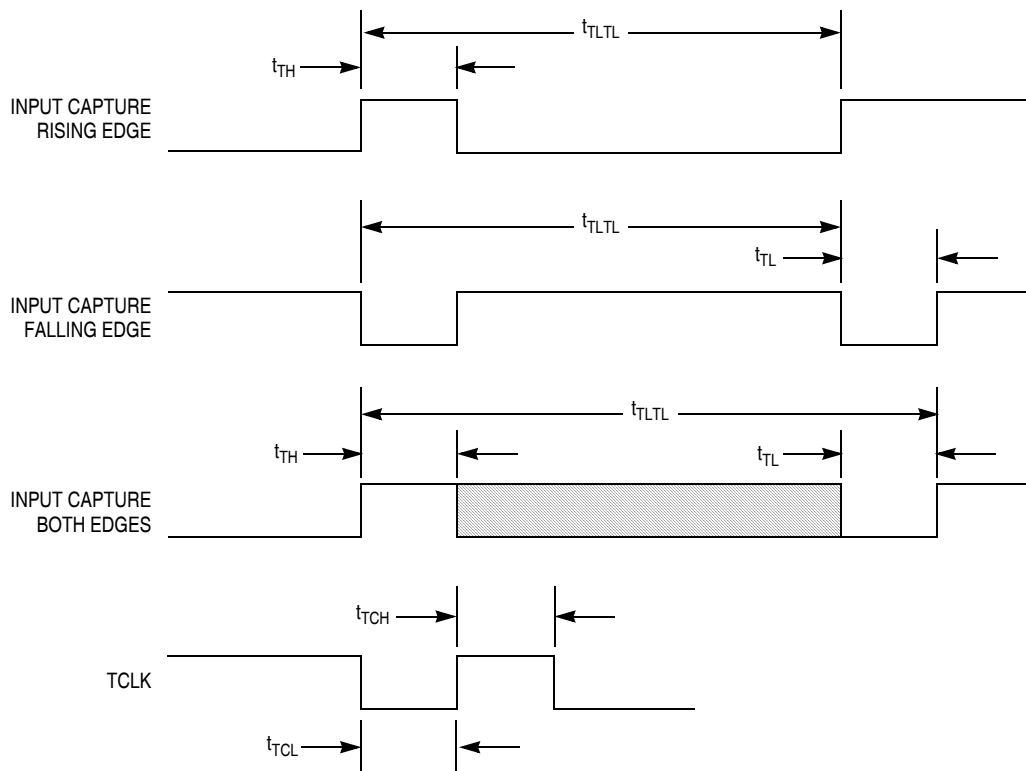 tTLTL
tTH
INPUT CAPTURE
RISING EDGE
tTLTL
tTL
INPUT CAPTURE
FALLING EDGE
tTLTL
tTH
tTL
INPUT CAPTURE
BOTH EDGES
tTCH
TCLK
tTCL